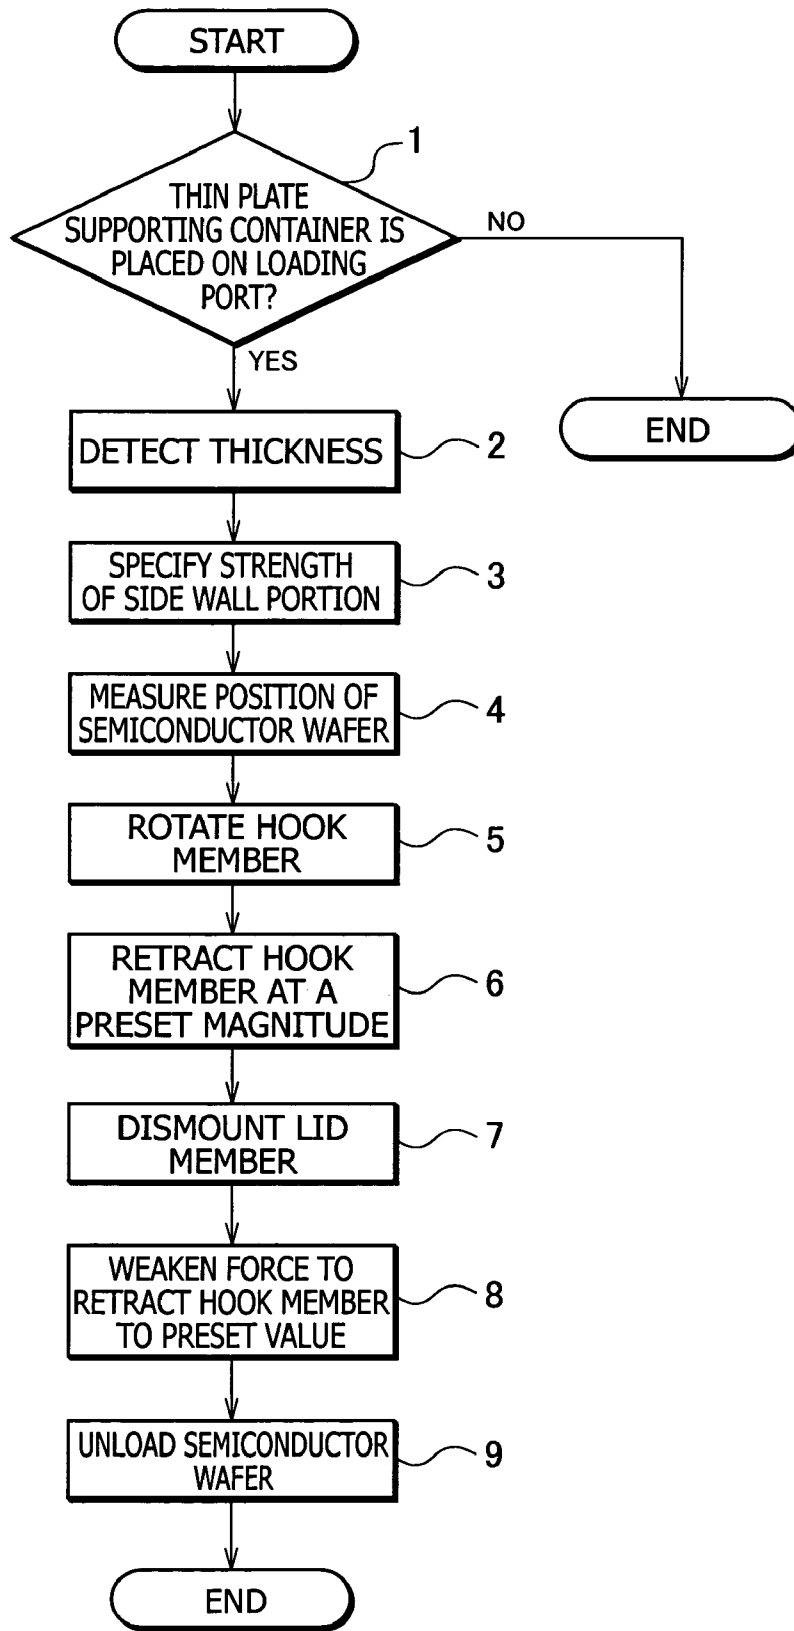 START
1
THIN PLATE
SUPPORTING CONTAINER IS
PLACED ON LOADING
PORT?
NO
YES
END
DETECT THICKNESS
2
SPECIFY STRENGTH
OF SIDE WALL PORTION
3
MEASURE POSITION OF
SEMICONDUCTOR WAFER
4
ROTATE HOOK
MEMBER
5
RETRACT HOOK
MEMBER AT A
PRESET MAGNITUDE
6
DISMOUNT LID
MEMBER
7
WEAKEN FORCE TO
RETRACT HOOK MEMBER
TO PRESET VALUE
8
UNLOAD SEMICONDUCTOR
WAFER
9
END